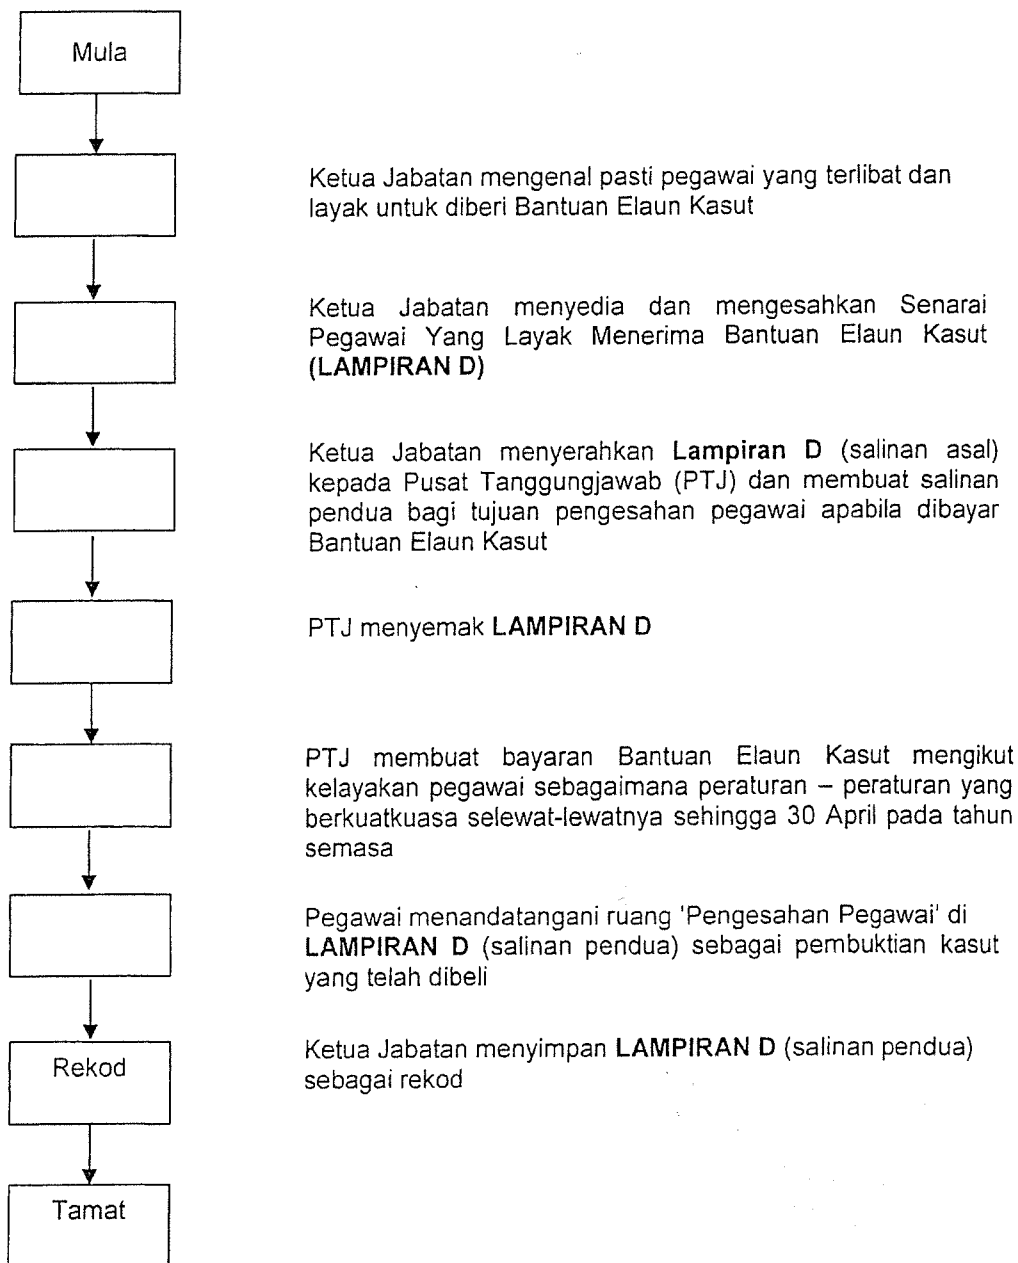 Mula
Ketua Jabatan mengenal pasti pegawai yang terlibat dan
layak untuk diberi Bantuan Elaun Kasut
Ketua Jabatan menyedia dan mengesahkan Senarai
Pegawai Yang Layak Menerima Bantuan Elaun Kasut
(LAMPIRAN D)
Ketua Jabatan menyerahkan Lampiran D (salinan asal)
kepada Pusat Tanggungjawab (PTJ) dan membuat salinan
pendua bagi tujuan pengesahan pegawai apabila dibayar
Bantuan Elaun Kasut
PTJ menyemak LAMPIRAN D
PTJ membuat bayaran Bantuan Elaun Kasut mengikut
kelayakan pegawai sebagaimana peraturan – peraturan yang
berkuatkuasa selewat-lewatnya sehingga 30 April pada tahun
semasa
Pegawai menandatangani ruang 'Pengesahan Pegawai' di
LAMPIRAN D (salinan pendua) sebagai pembuktian kasut
yang telah dibeli
Rekod
Ketua Jabatan menyimpan LAMPIRAN D (salinan pendua)
sebagai rekod
Tamat